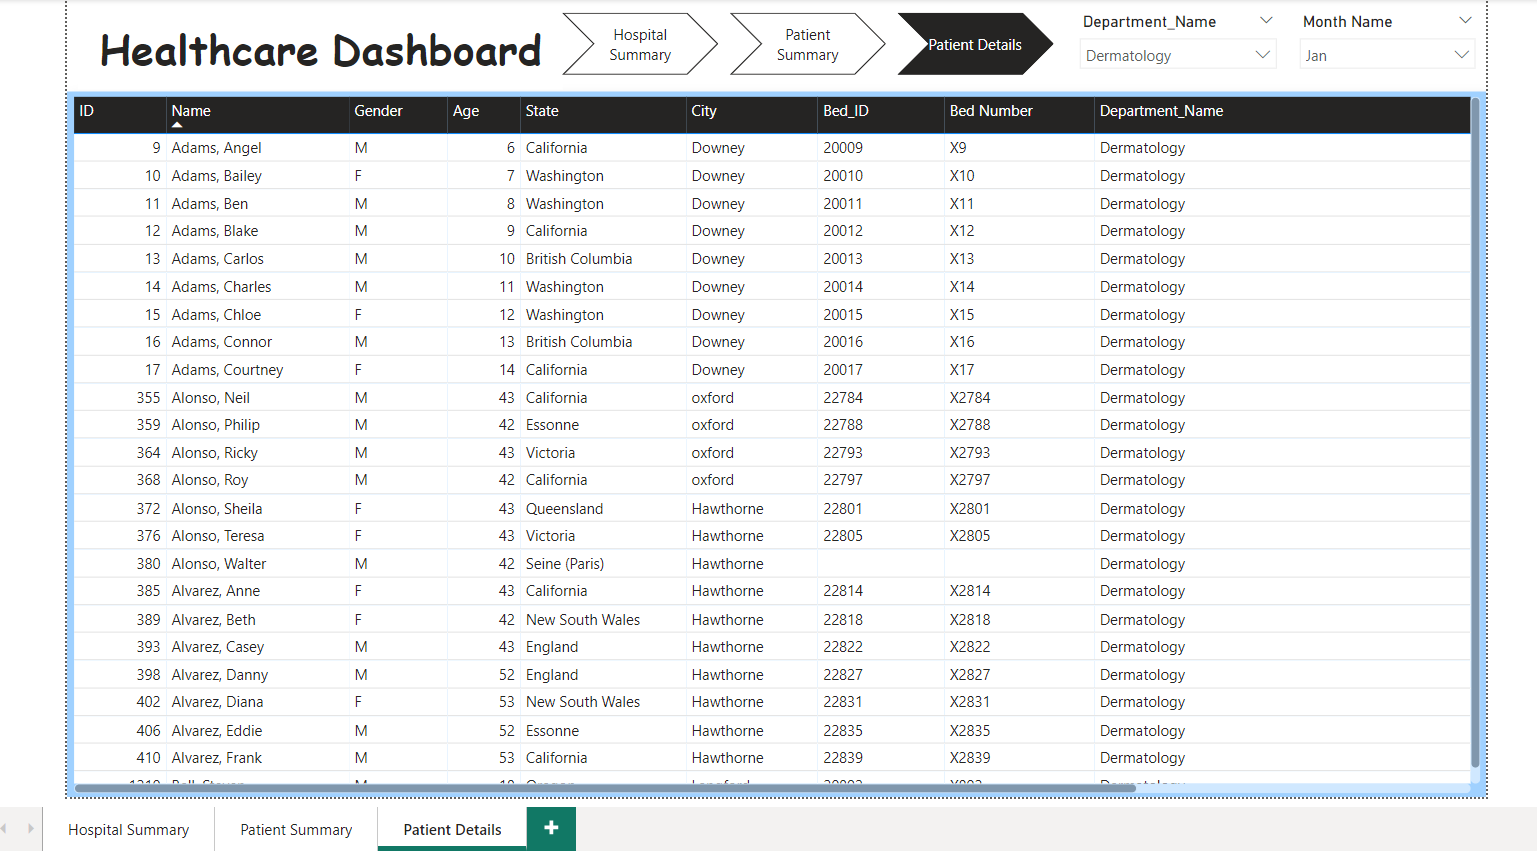 Healthcare Dashboard
Hospital Summary
Patient Summary
Patient Details
Department_Name
Dermatology
Month Name
Jan
ID Name Gender Age State City Bed_ID Bed Number Department_Name
9 Adams, Angel M 6 California Downey 20009 X9 Dermatology
10 Adams, Bailey F 7 Washington Downey 20010 X10 Dermatology
11 Adams, Ben M 8 Washington Downey 20011 X11 Dermatology
12 Adams, Blake M 9 California Downey 20012 X12 Dermatology
13 Adams, Carlos M 10 British Columbia Downey 20013 X13 Dermatology
14 Adams, Charles M 11 Washington Downey 20014 X14 Dermatology
15 Adams, Chloe F 12 Washington Downey 20015 X15 Dermatology
16 Adams, Connor M 13 British Columbia Downey 20016 X16 Dermatology
17 Adams, Courtney F 14 California Downey 20017 X17 Dermatology
355 Alonso, Neil M 43 California oxford 22784 X2784 Dermatology
359 Alonso, Philip M 42 Essonne oxford 22788 X2788 Dermatology
364 Alonso, Ricky M 43 Victoria oxford 22793 X2793 Dermatology
368 Alonso, Roy M 42 California oxford 22797 X2797 Dermatology
372 Alonso, Sheila F 43 Queensland Hawthorne 22801 X2801 Dermatology
376 Alonso, Teresa F 43 Victoria Hawthorne 22805 X2805 Dermatology
380 Alonso, Walter M 42 Seine (Paris) Hawthorne Dermatology
385 Alvarez, Anne F 43 California Hawthorne 22814 X2814 Dermatology
389 Alvarez, Beth F 42 New South Wales Hawthorne 22818 X2818 Dermatology
393 Alvarez, Casey M 43 England Hawthorne 22822 X2822 Dermatology
398 Alvarez, Danny M 52 England Hawthorne 22827 X2827 Dermatology
402 Alvarez, Diana F 53 New South Wales Hawthorne 22831 X2831 Dermatology
406 Alvarez, Eddie M 52 Essonne Hawthorne 22835 X2835 Dermatology
410 Alvarez, Frank M 53 California Hawthorne 22839 X2839 Dermatology
Hospital Summary Patient Summary Patient Details +